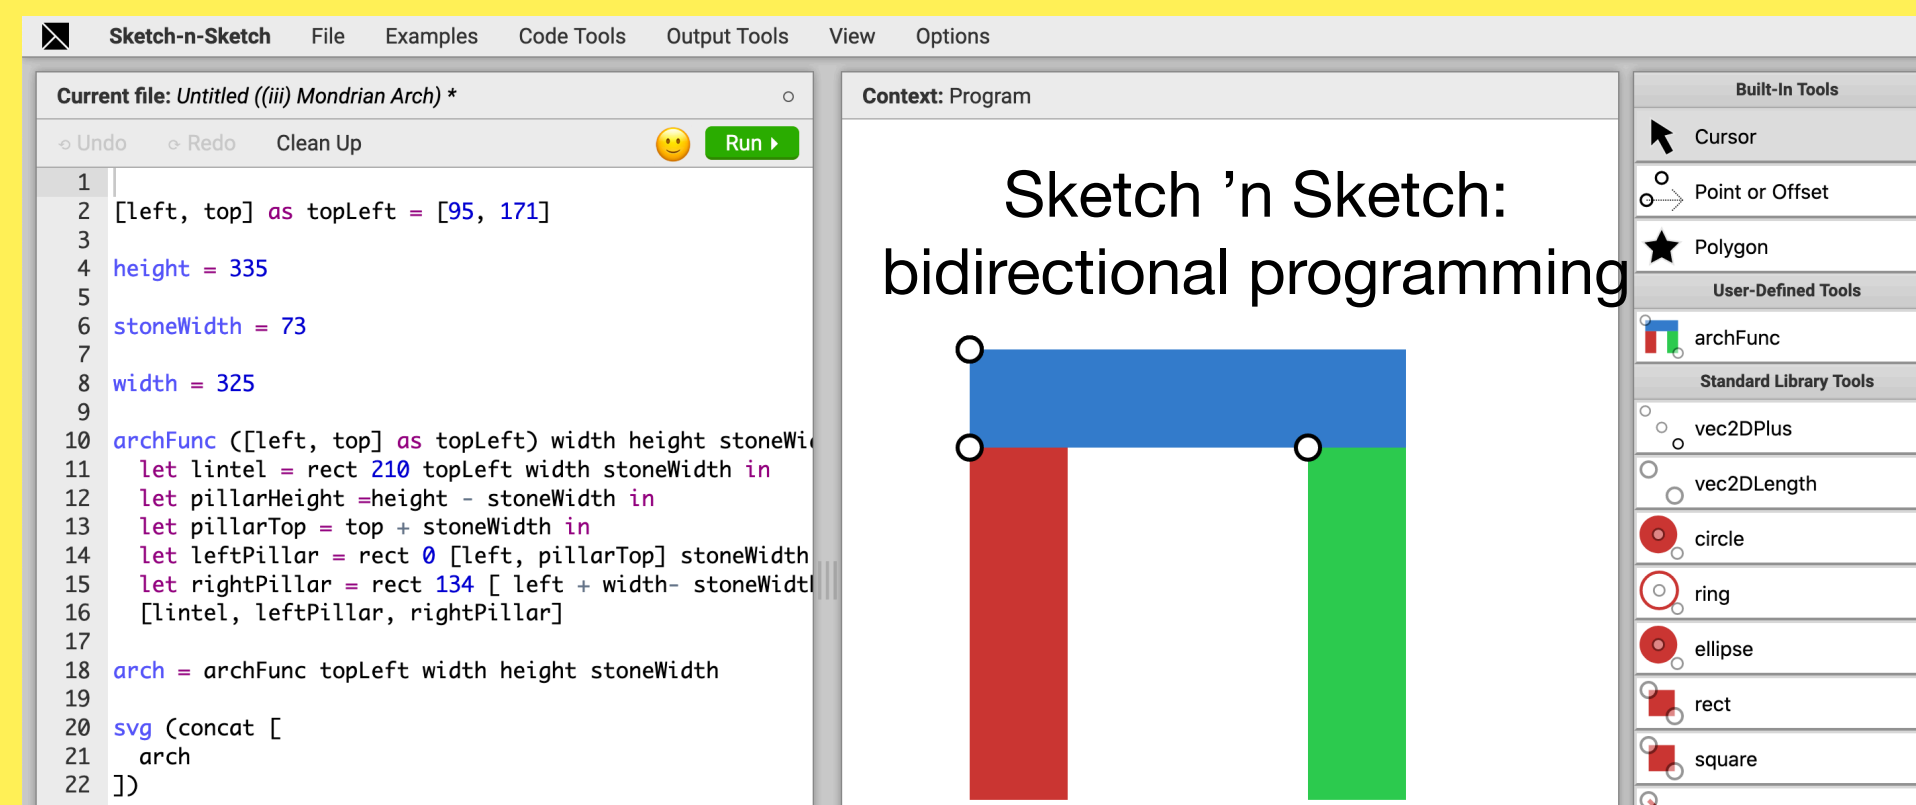 Sketch-n-Sketch File Examples Code Tools Output Tools View Options
Current file: Untitled ((iii) Mondrian Arch) *
Undo Redo Clean Up Run
1
2 [left, top] as topLeft = [95, 171]
3
4 height = 335
5
6 stoneWidth = 73
7
8 width = 325
9
10 archFunc ([left, top] as topLeft) width height stoneWi
11 let lintel = rect 210 topLeft width stoneWidth in
12 let pillarHeight =height - stoneWidth in
13 let pillarTop = top + stoneWidth in
14 let leftPillar = rect 0 [left, pillarTop] stoneWidth
15 let rightPillar = rect 134 [ left + width- stoneWidt
16 [lintel, leftPillar, rightPillar]
17
18 arch = archFunc topLeft width height stoneWidth
19
20 svg (concat [
21 arch
22 ])
Context: Program
Sketch ’n Sketch:
bidirectional programming
Built-In Tools
Cursor
Point or Offset
Polygon
User-Defined Tools
archFunc
Standard Library Tools
vec2DPlus
vec2DLength
circle
ring
ellipse
rect
square